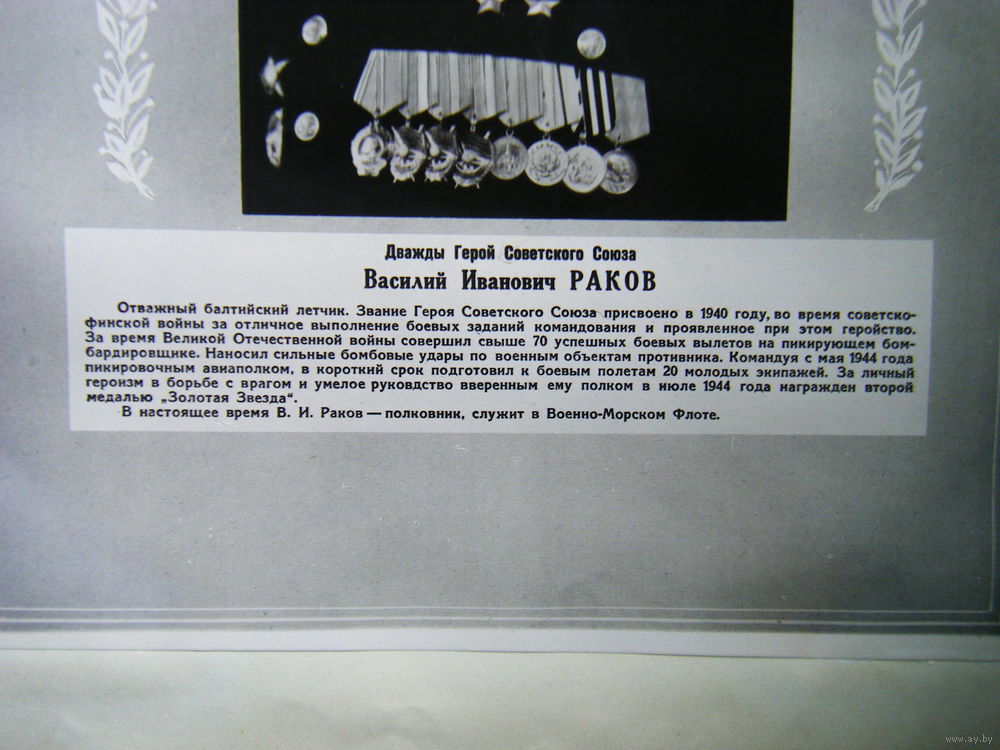 Дважды Герой Советского Союза
Василий Иванович РАКОВ
Отважный балтийский летчик. Звание Героя Советского Союза присвоено в 1940 году, во время советско-
финской войны за отличное выполнение боевых заданий командования и проявленное при этом геройство.
За время Великой Отечественной войны совершил свыше 70 успешных боевых вылетов на пикирующем бом-
бардировщике. Наносил сильные бомбовые удары по военным объектам противника. Командуя с мая 1944 года
пикировочным авиаполком, в короткий срок подготовил к боевым полетам 20 молодых экипажей. За личный
героизм в борьбе с врагом и умелое руковдство вверенным ему полком в июле 1944 года награжден второй
медалью „Золотая Звезда“.
В настоящее время В. И. Раков — полковник, служит в Военно-Морском Флоте.
www.ay.by